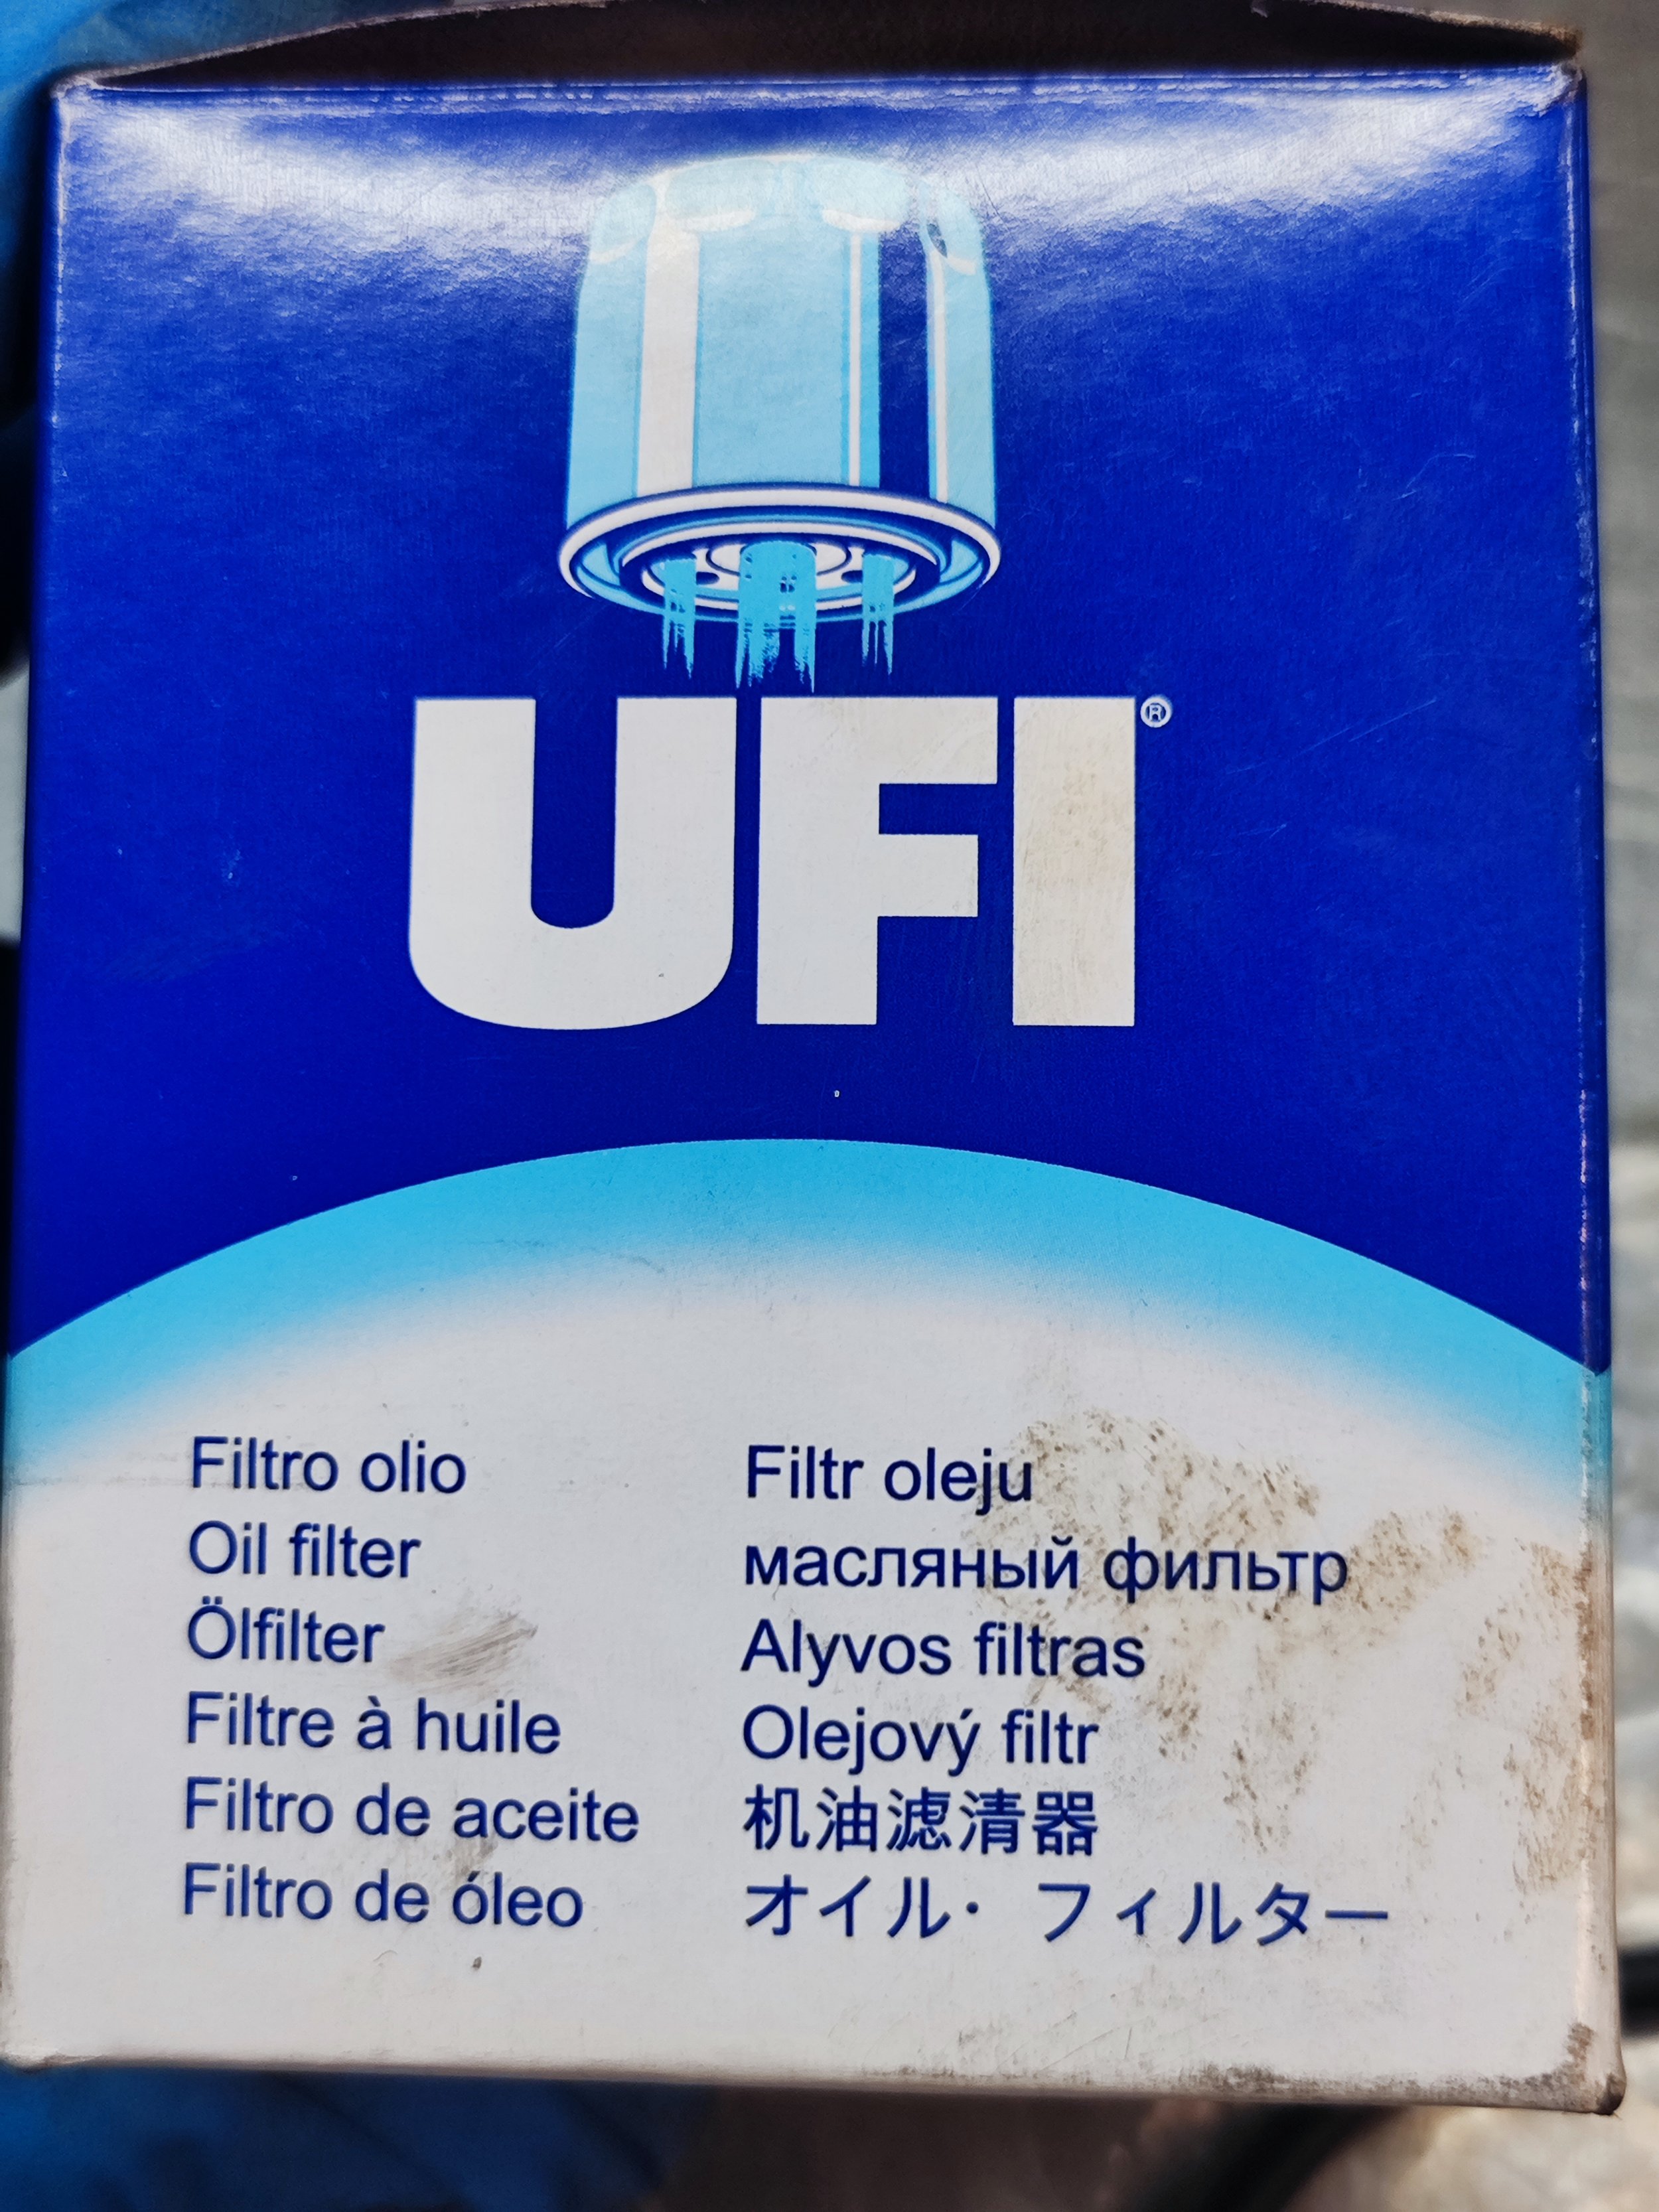 UFI®
Filtro olio
Oil filter
Ölfilter
Filtre à huile
Filtro de aceite
Filtro de óleo
Filtr oleju
масляный фильтр
Alyvos filtras
Olejový filtr
机油滤清器
オイル・フィルター